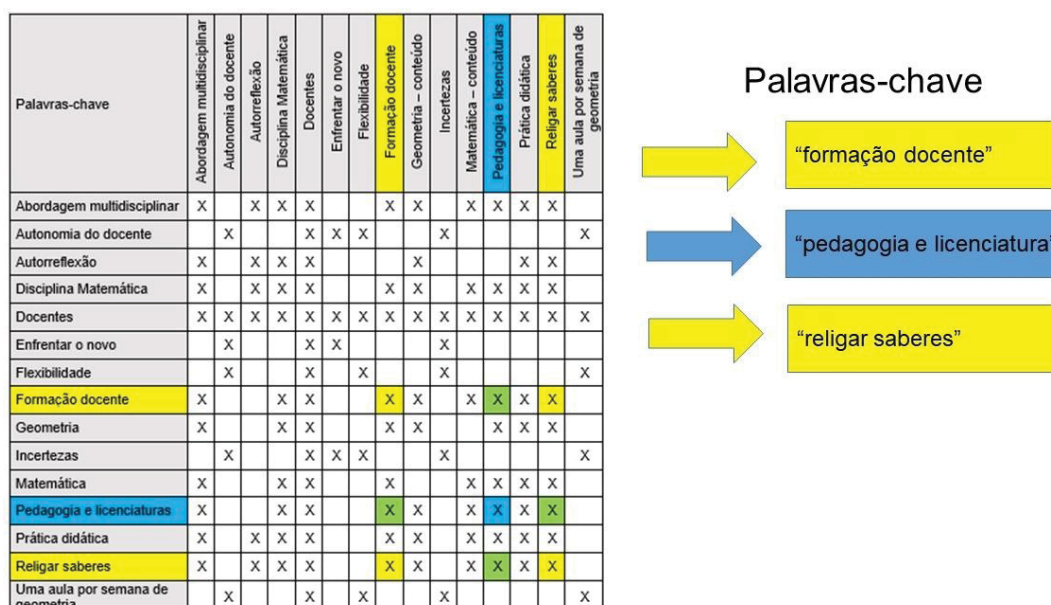 Palavras-chave
Abordagem multidisciplinar
Autonomia do docente
Autorreflexão
Disciplina Matemática
Docentes
Enfrentar o novo
Flexibilidade
Formação docente
Geometria – conteúdo
Incertezas
Matemática – conteúdo
Pedagogia e licenciaturas
Prática didática
Religar saberes
Uma aula por semana de
geometria
Abordagem multidisciplinar X X X X X X X X X X
Autonomia do docente X X X X X X
Autorreflexão X X X X X X X
Disciplina Matemática X X X X X X X X X X
Docentes X X X X X X X X X X X X X X X
Enfrentar o novo X X X X
Flexibilidade X X X X X
Formação docente X X X X X X X X X
Geometria X X X X X X X X
Incertezas X X X X X X
Matemática X X X X X X X X
Pedagogia e licenciaturas X X X X X X X X X
Prática didática X X X X X X X X X X
Religar saberes X X X X X X X X X X
Uma aula por semana de
geometria X X X X X
Palavras-chave
“formação docente”
“pedagogia e licenciatura”
“religar saberes”